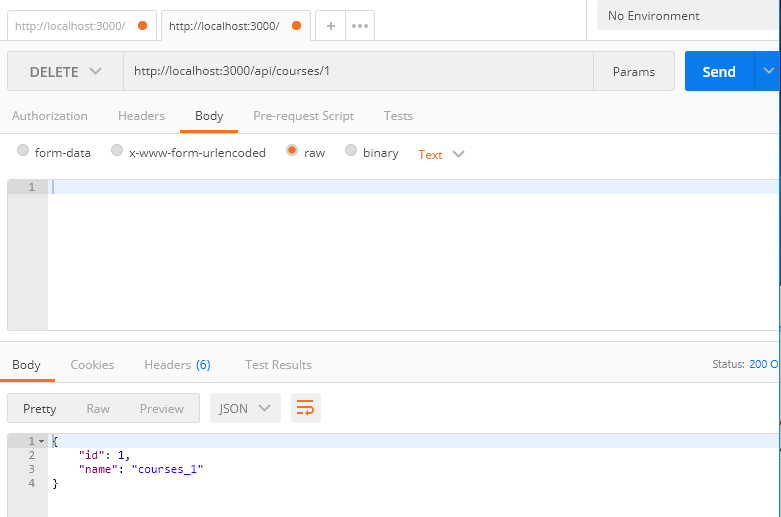 http://localhost:3000/ http://localhost:3000/ + ••• No Environment
DELETE http://localhost:3000/api/courses/1 Params Send
Authorization Headers Body Pre-request Script Tests
form-data x-www-form-urlencoded raw binary Text
1
Body Cookies Headers (6) Test Results Status: 200 O
Pretty Raw Preview JSON
1 {
2 "id": 1,
3 "name": "courses_1"
4 }